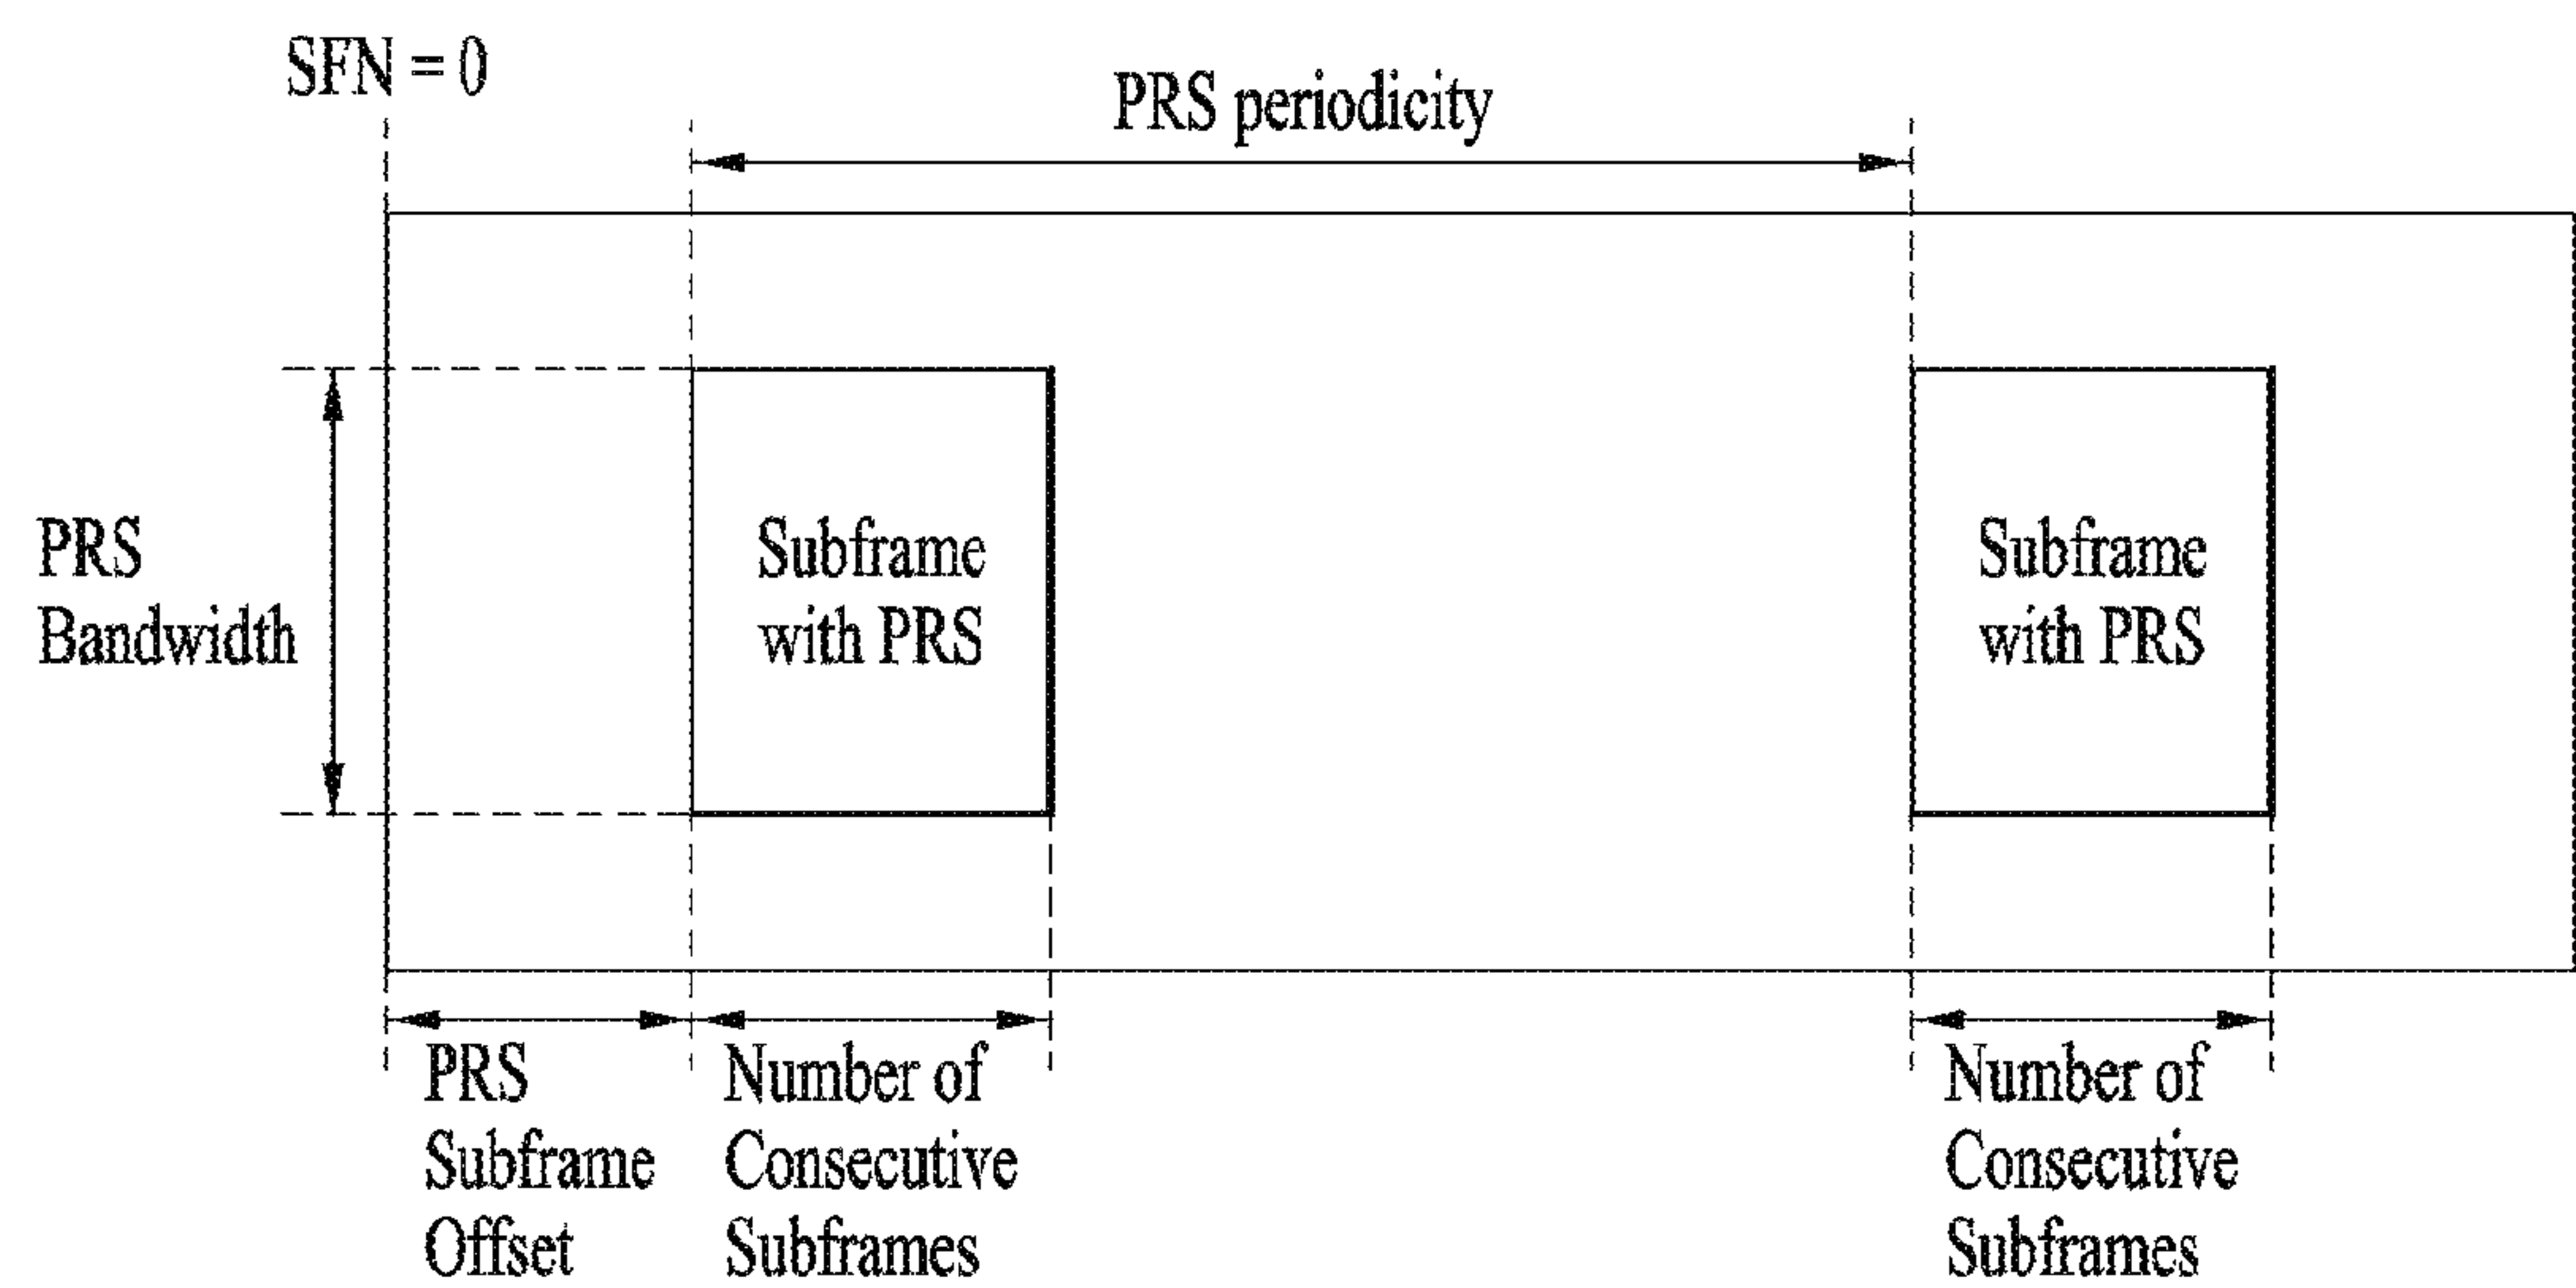 SFN = 0
PRS periodicity
PRS
Bandwidth
Subframe
with PRS
Subframe
with PRS
PRS
Subframe
Offset
Number of
Consecutive
Subframes
Number of
Consecutive
Subframes